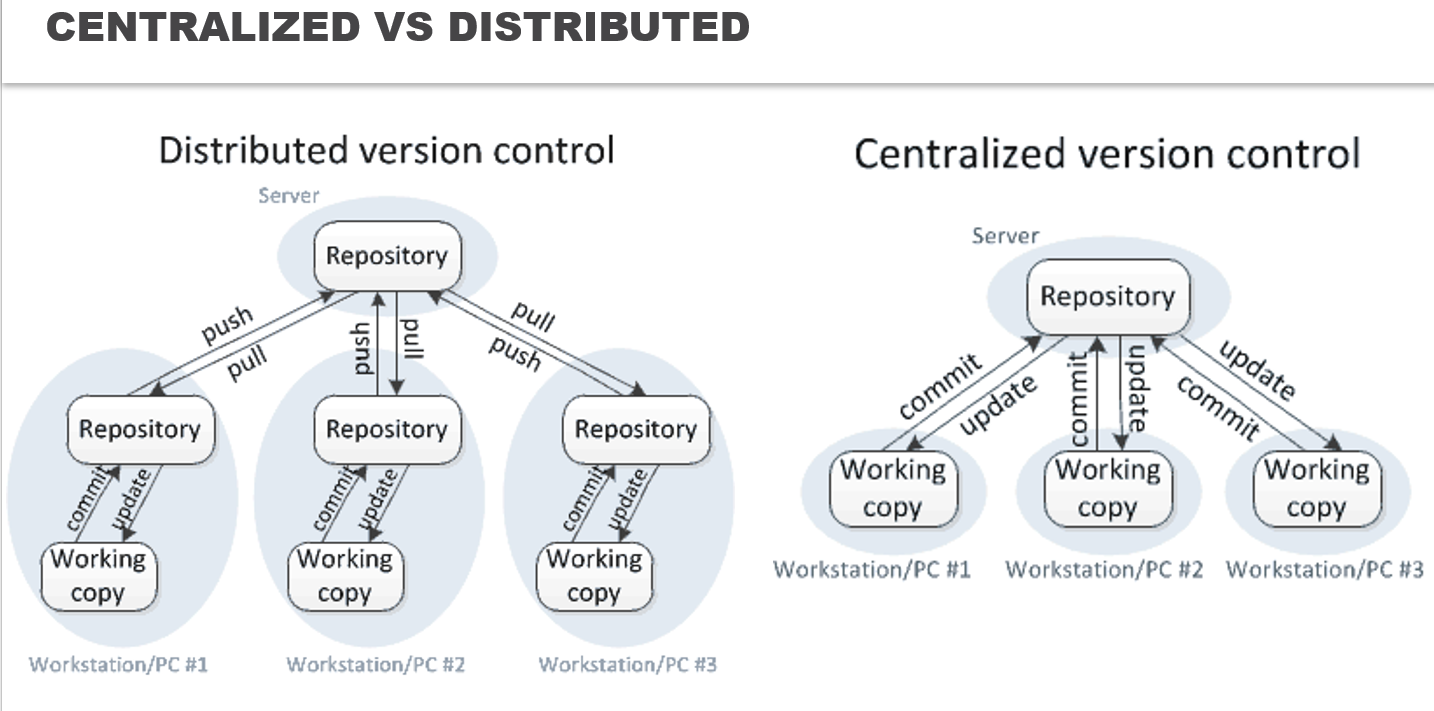 CENTRALIZED VS DISTRIBUTED
Distributed version control
Server
Repository
push
pull
push
pull
pull
push
Repository
Repository
Repository
commit
update
commit
update
commit
update
Working
copy
Working
copy
Working
copy
Workstation/PC #1
Workstation/PC #2
Workstation/PC #3
Centralized version control
Server
Repository
commit
update
commit
update
update
commit
Working
copy
Working
copy
Working
copy
Workstation/PC #1
Workstation/PC #2
Workstation/PC #3